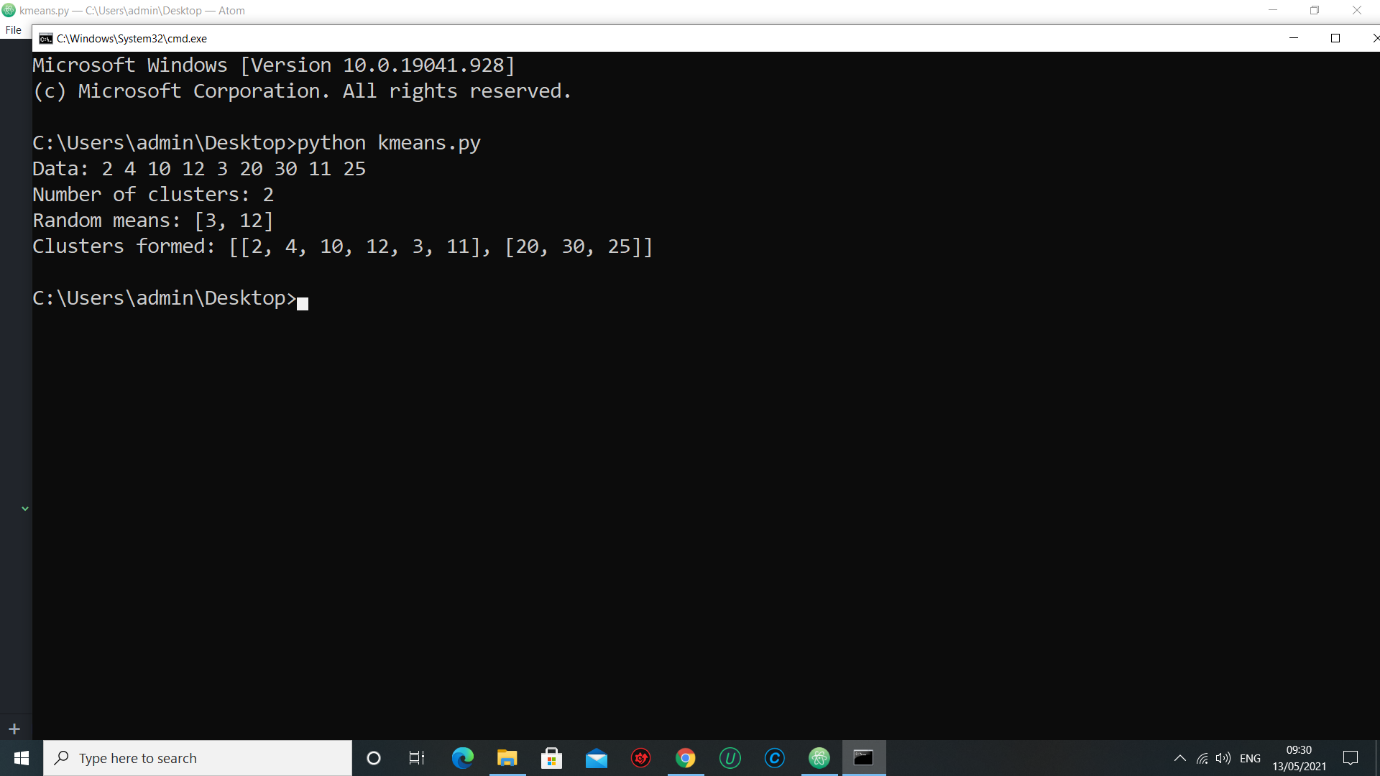 kmeans.py — C:\Users\admin\Desktop — Atom
File
C:\Windows\System32\cmd.exe
Microsoft Windows [Version 10.0.19041.928]
(c) Microsoft Corporation. All rights reserved.
C:\Users\admin\Desktop>python kmeans.py
Data: 2 4 10 12 3 20 30 11 25
Number of clusters: 2
Random means: [3, 12]
Clusters formed: [[2, 4, 10, 12, 3, 11], [20, 30, 25]]
C:\Users\admin\Desktop>
Type here to search
ENG
09:30
13/05/2021